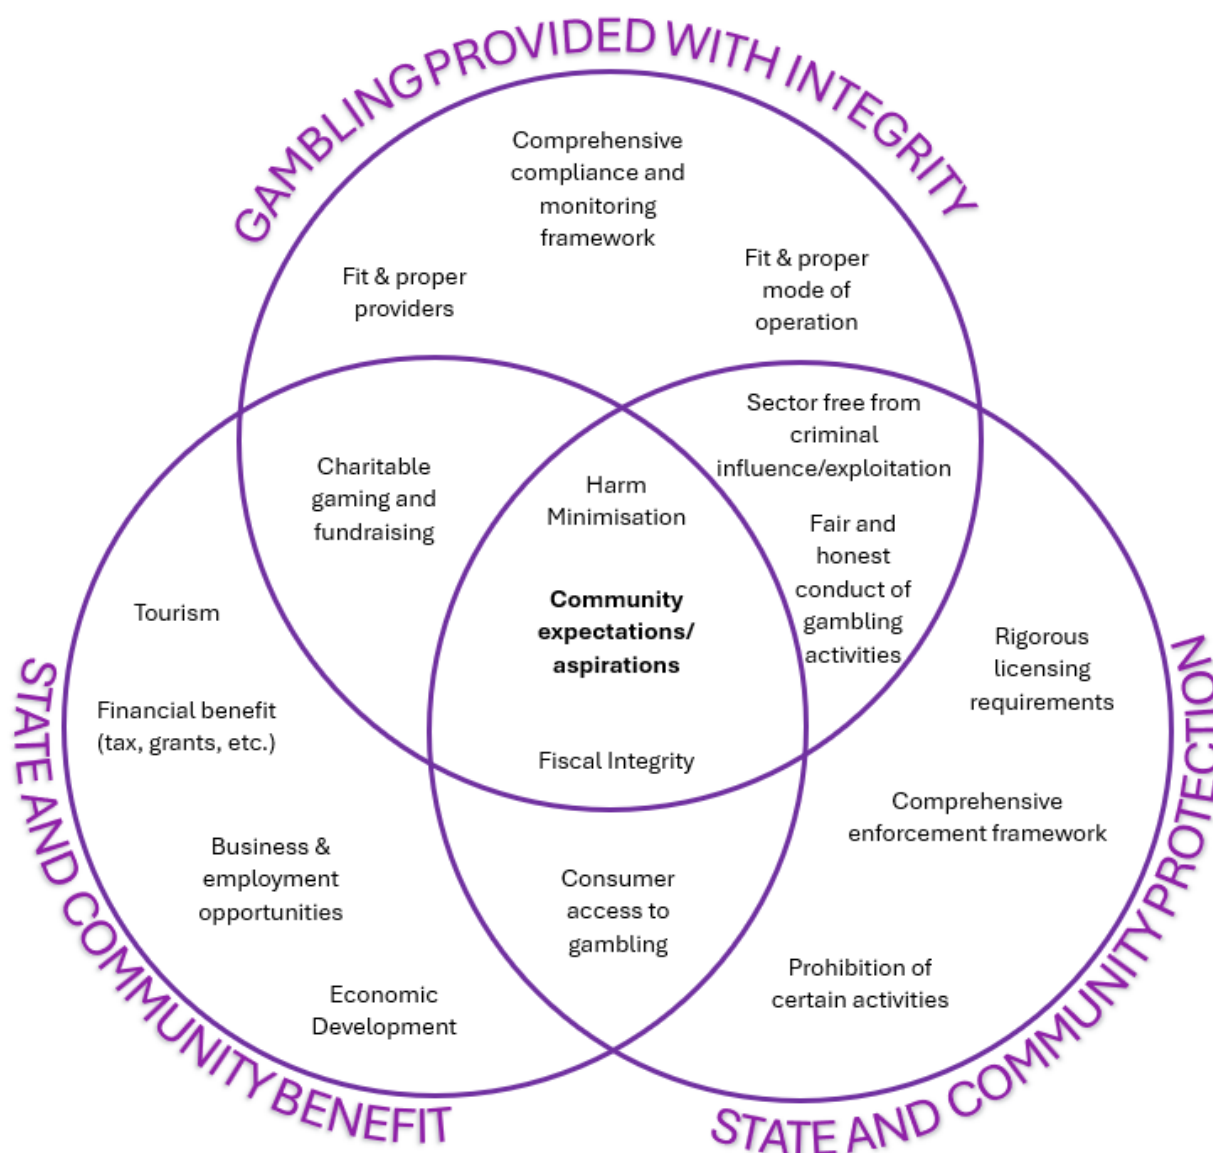 GAMBLING PROVIDED WITH INTEGRITY
Comprehensive
compliance and
monitoring
framework
Fit & proper
providers
Fit & proper
mode of
operation
Sector free from
criminal
influence/exploitation
Charitable
gaming and
fundraising
Harm
Minimisation
Fair and
honest
conduct of
gambling
activities
Community
expectations/
aspirations
Tourism
Rigorous
licensing
requirements
Financial benefit
(tax, grants, etc.)
Fiscal Integrity
Comprehensive
enforcement framework
Business &
employment
opportunities
Consumer
access to
gambling
Prohibition of
certain activities
Economic
Development
STATE AND COMMUNITY BENEFIT
STATE AND COMMUNITY PROTECTION